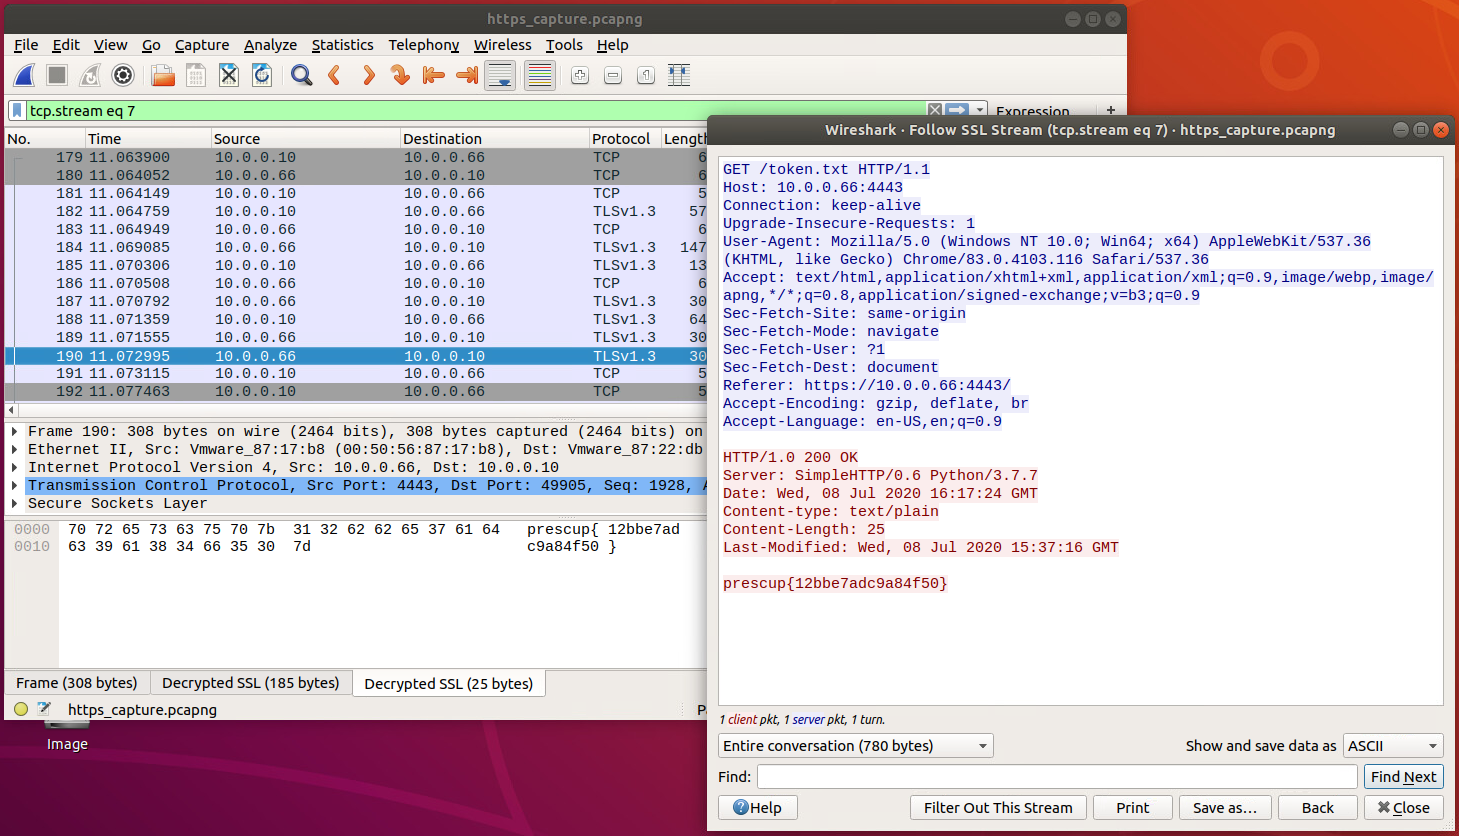 https_capture.pcapng
File Edit View Go Capture Analyze Statistics Telephony Wireless Tools Help
tcp.stream eq 7
Expression... +
No. Time Source Destination Protocol Length
179 11.063900 10.0.0.10 10.0.0.66 TCP 6
180 11.064052 10.0.0.66 10.0.0.10 TCP 6
181 11.064149 10.0.0.10 10.0.0.66 TCP 5
182 11.064759 10.0.0.10 10.0.0.66 TLSv1.3 57
183 11.064949 10.0.0.66 10.0.0.10 TCP 6
184 11.069085 10.0.0.66 10.0.0.10 TLSv1.3 147
185 11.070306 10.0.0.10 10.0.0.66 TLSv1.3 13
186 11.070508 10.0.0.66 10.0.0.10 TCP 6
187 11.070792 10.0.0.66 10.0.0.10 TLSv1.3 30
188 11.071359 10.0.0.10 10.0.0.66 TLSv1.3 64
189 11.071555 10.0.0.66 10.0.0.10 TLSv1.3 30
190 11.072995 10.0.0.66 10.0.0.10 TLSv1.3 30
191 11.073115 10.0.0.10 10.0.0.66 TCP 5
192 11.077463 10.0.0.10 10.0.0.66 TCP 5
Frame 190: 308 bytes on wire (2464 bits), 308 bytes captured (2464 bits) on
Ethernet II, Src: Vmware_87:17:b8 (00:50:56:87:17:b8), Dst: Vmware_87:22:db
Internet Protocol Version 4, Src: 10.0.0.66, Dst: 10.0.0.10
Transmission Control Protocol, Src Port: 4443, Dst Port: 49905, Seq: 1928, A
Secure Sockets Layer
0000 70 72 65 73 63 75 70 7b 31 32 62 62 65 37 61 64 prescup{ 12bbe7ad
0010 63 39 61 38 34 66 35 30 7d c9a84f50 }
Frame (308 bytes) Decrypted SSL (185 bytes) Decrypted SSL (25 bytes)
https_capture.pcapng P
Image
Wireshark · Follow SSL Stream (tcp.stream eq 7) · https_capture.pcapng
GET /token.txt HTTP/1.1
Host: 10.0.0.66:4443
Connection: keep-alive
Upgrade-Insecure-Requests: 1
User-Agent: Mozilla/5.0 (Windows NT 10.0; Win64; x64) AppleWebKit/537.36
(KHTML, like Gecko) Chrome/83.0.4103.116 Safari/537.36
Accept: text/html,application/xhtml+xml,application/xml;q=0.9,image/webp,image/
apng,*/*;q=0.8,application/signed-exchange;v=b3;q=0.9
Sec-Fetch-Site: same-origin
Sec-Fetch-Mode: navigate
Sec-Fetch-User: ?1
Sec-Fetch-Dest: document
Referer: https://10.0.0.66:4443/
Accept-Encoding: gzip, deflate, br
Accept-Language: en-US,en;q=0.9
HTTP/1.0 200 OK
Server: SimpleHTTP/0.6 Python/3.7.7
Date: Wed, 08 Jul 2020 16:17:24 GMT
Content-type: text/plain
Content-Length: 25
Last-Modified: Wed, 08 Jul 2020 15:37:16 GMT
prescup{12bbe7adc9a84f50}
1 client pkt, 1 server pkt, 1 turn.
Entire conversation (780 bytes) Show and save data as ASCII
Find: Find Next
Help Filter Out This Stream Print Save as… Back Close